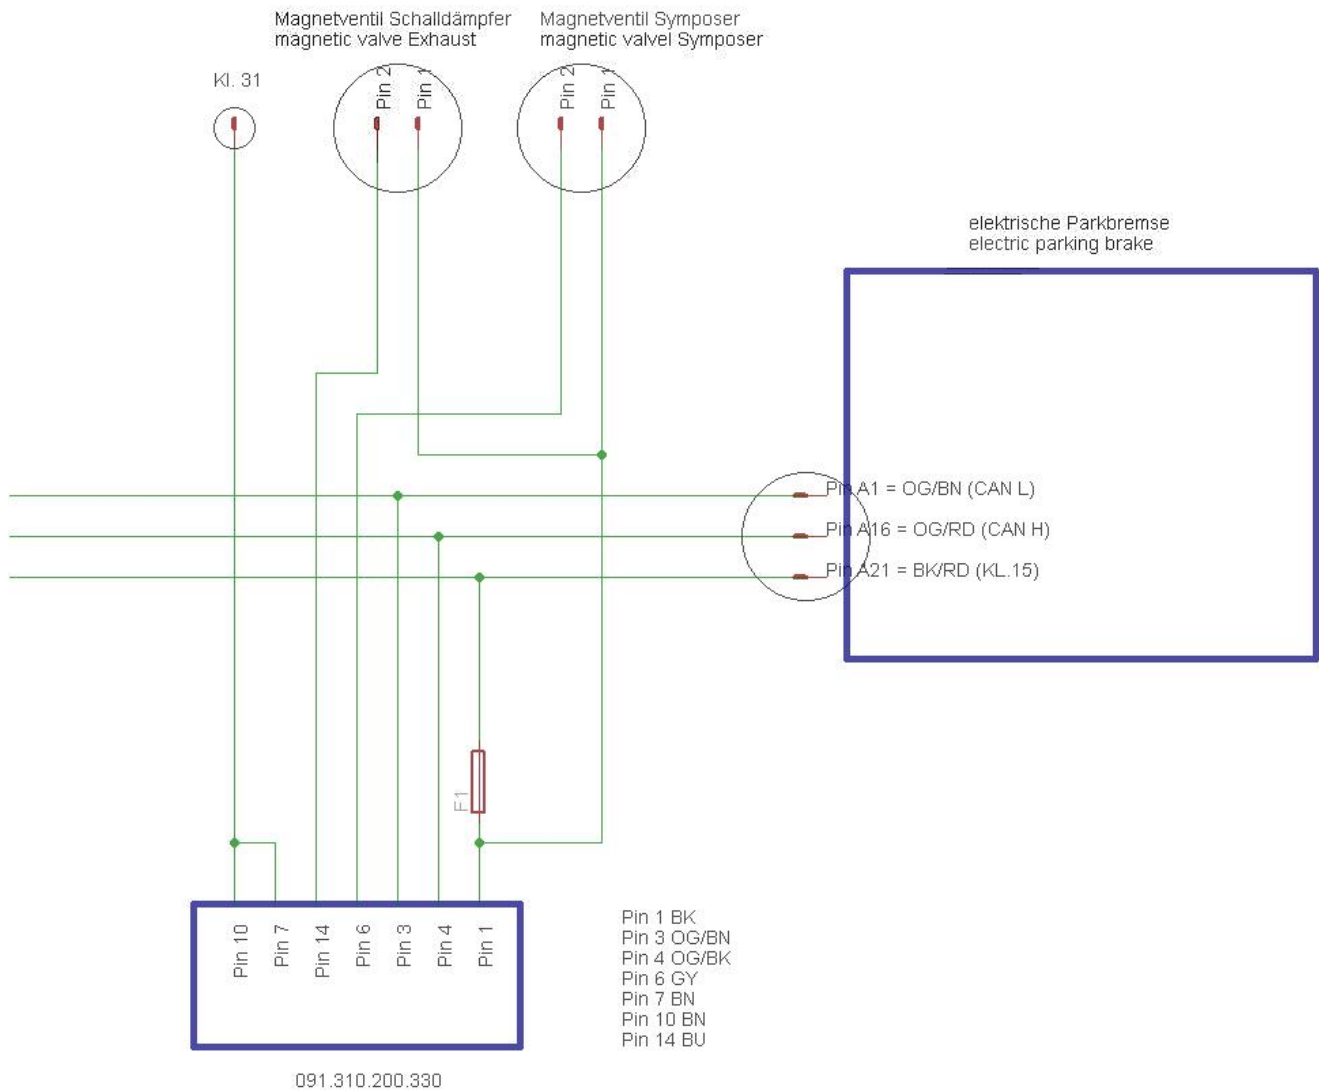 Magnetventil Schalldämpfer
magnetic valve Exhaust
Magnetventil Symposer
magnetic valvel Symposer
Kl. 31
Pin 2
Pin 1
Pin 2
Pin 1
elektrische Parkbremse
electric parking brake
Pin A1 = OG/BN (CAN L)
Pin A16 = OG/RD (CAN H)
Pin A21 = BK/RD (KL.15)
F1
Pin 10
Pin 7
Pin 14
Pin 6
Pin 3
Pin 4
Pin 1
Pin 1 BK
Pin 3 OG/BN
Pin 4 OG/BK
Pin 6 GY
Pin 7 BN
Pin 10 BN
Pin 14 BU
091.310.200.330